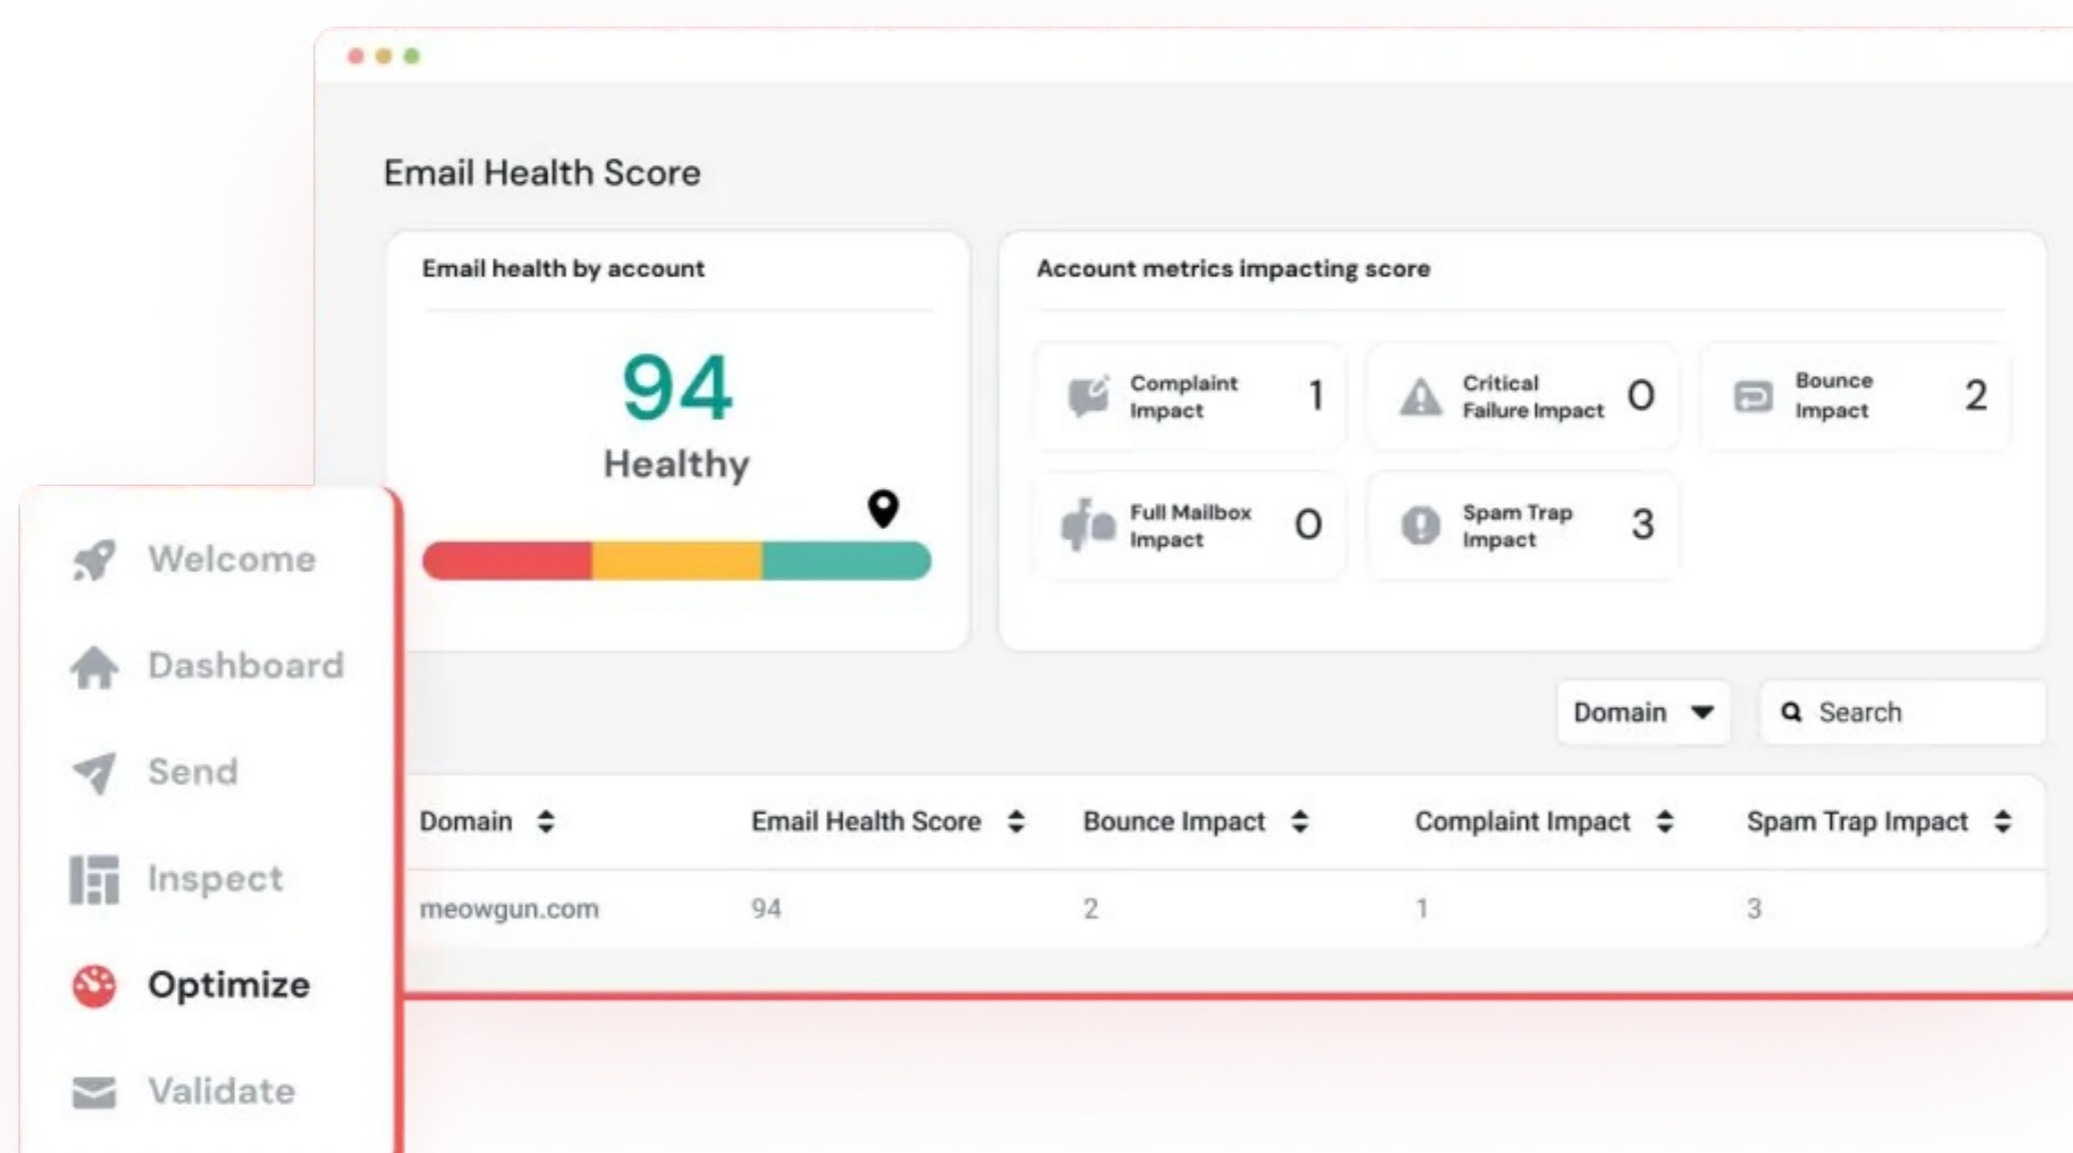 Email Health Score
Email health by account
94
Healthy
Account metrics impacting score
Complaint
Impact
1
Critical
Failure Impact
0
Bounce
Impact
2
Full Mailbox
Impact
0
Spam Trap
Impact
3
Welcome
Dashboard
Send
Inspect
Optimize
Validate
Domain
Search
Domain Email Health Score Bounce Impact Complaint Impact Spam Trap Impact
meowgun.com 94 2 1 3